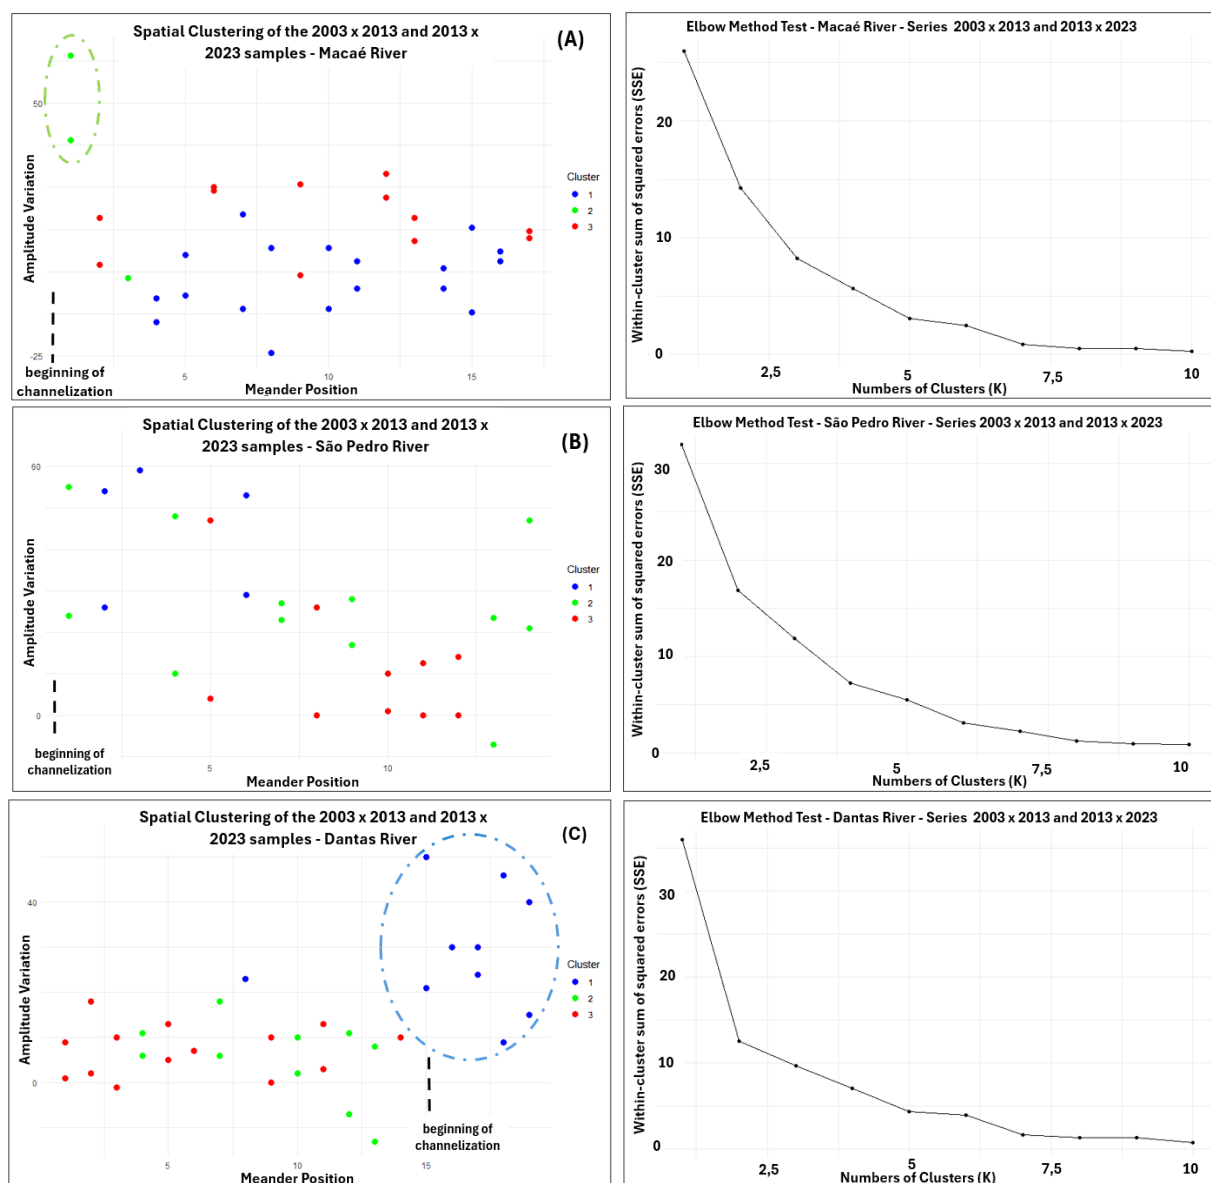 Spatial Clustering of the 2003 x 2013 and 2013 x
2023 samples - Macaé River
(A)
50
-25
Amplitude Variation
Cluster
1
2
3
beginning of
channelization
5
10
15
Meander Position
Elbow Method Test - Macaé River - Series 2003 x 2013 and 2013 x 2023
Within-cluster sum of squared errors (SSE)
20
10
0
2,5
5
7,5
10
Numbers of Clusters (K)
Spatial Clustering of the 2003 x 2013 and 2013 x
2023 samples - São Pedro River
(B)
60
0
Amplitude Variation
Cluster
1
2
3
beginning of
channelization
5
10
Meander Position
Elbow Method Test - São Pedro River - Series 2003 x 2013 and 2013 x 2023
Within-cluster sum of squared errors (SSE)
30
20
10
0
2,5
5
7,5
10
Numbers of Clusters (K)
Spatial Clustering of the 2003 x 2013 and 2013 x
2023 samples - Dantas River
(C)
40
0
Amplitude Variation
Cluster
1
2
3
beginning of
channelization
5
10
15
Meander Position
Elbow Method Test - Dantas River - Series 2003 x 2013 and 2013 x 2023
Within-cluster sum of squared errors (SSE)
30
20
10
0
2,5
5
7,5
10
Numbers of Clusters (K)